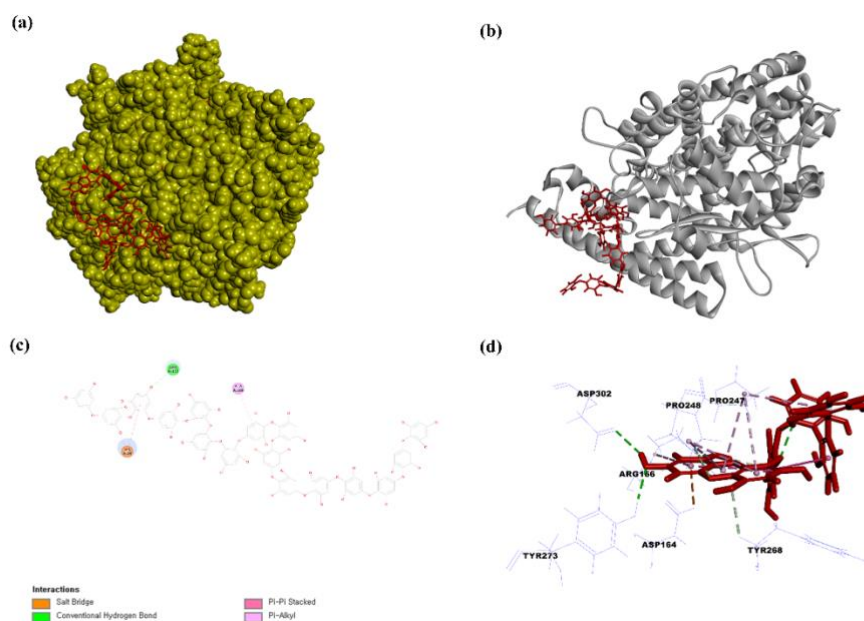 (a)
(b)
(c)
(d)
ASP302
PRO248
PRO247
ARG166
TYR273
ASP164
TYR268
Interactions
Salt Bridge
Conventional Hydrogen Bond
Pi-Pi Stacked
Pi-Alkyl